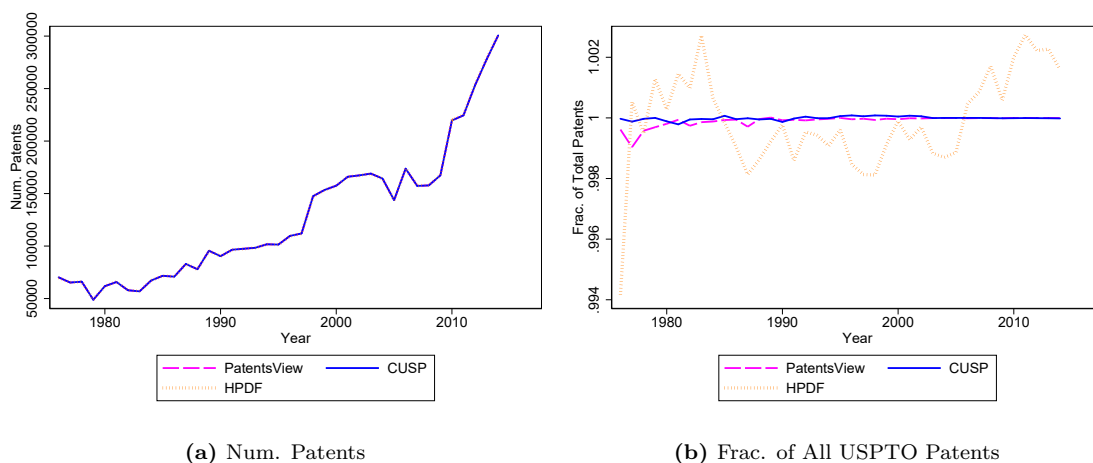 Num. Patents
300000
250000
200000
150000
100000
50000
1980
1990
2000
2010
Year
PatentsView
CUSP
HPDF
(a) Num. Patents
Frac. of Total Patents
1.002
1
.998
.996
.994
1980
1990
2000
2010
Year
PatentsView
CUSP
HPDF
(b) Frac. of All USPTO Patents